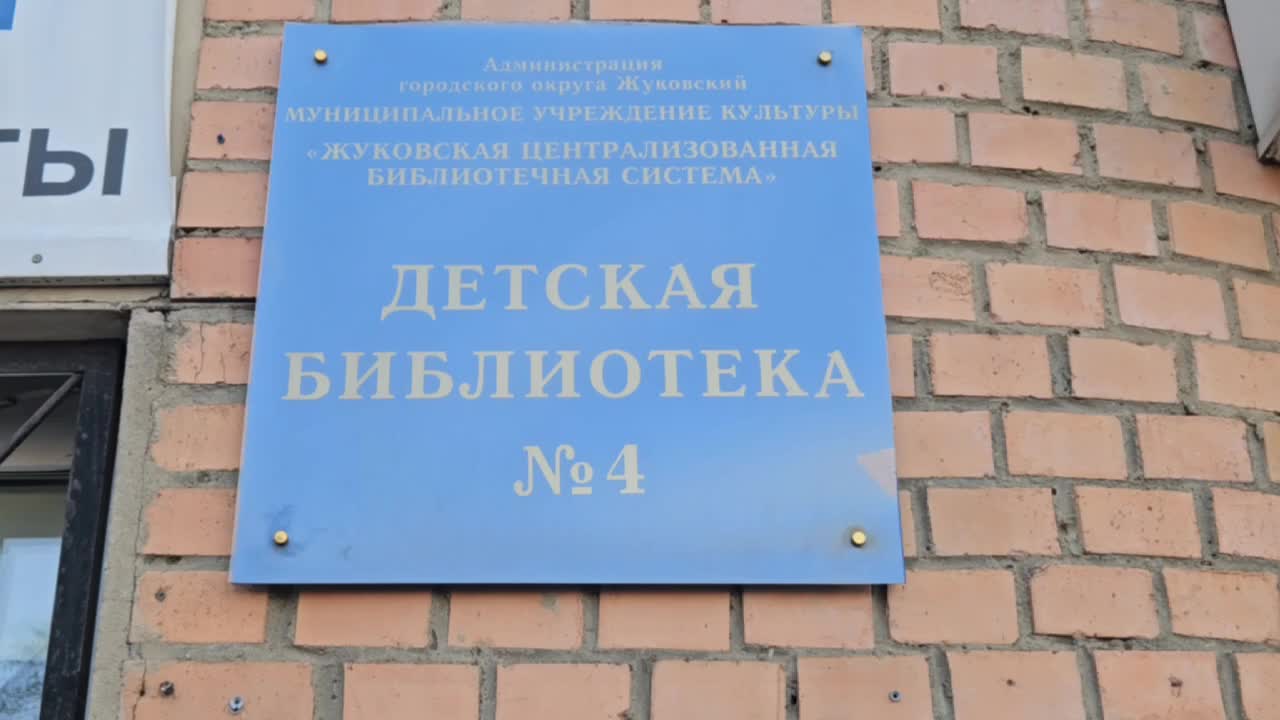 ТЫ
Администрация
городского округа Жуковский
МУНИЦИПАЛЬНОЕ УЧРЕЖДЕНИЕ КУЛЬТУРЫ
«ЖУКОВСКАЯ ЦЕНТРАЛИЗОВАННАЯ
БИБЛИОТЕЧНАЯ СИСТЕМА»
ДЕТСКАЯ
БИБЛИОТЕКА
№4